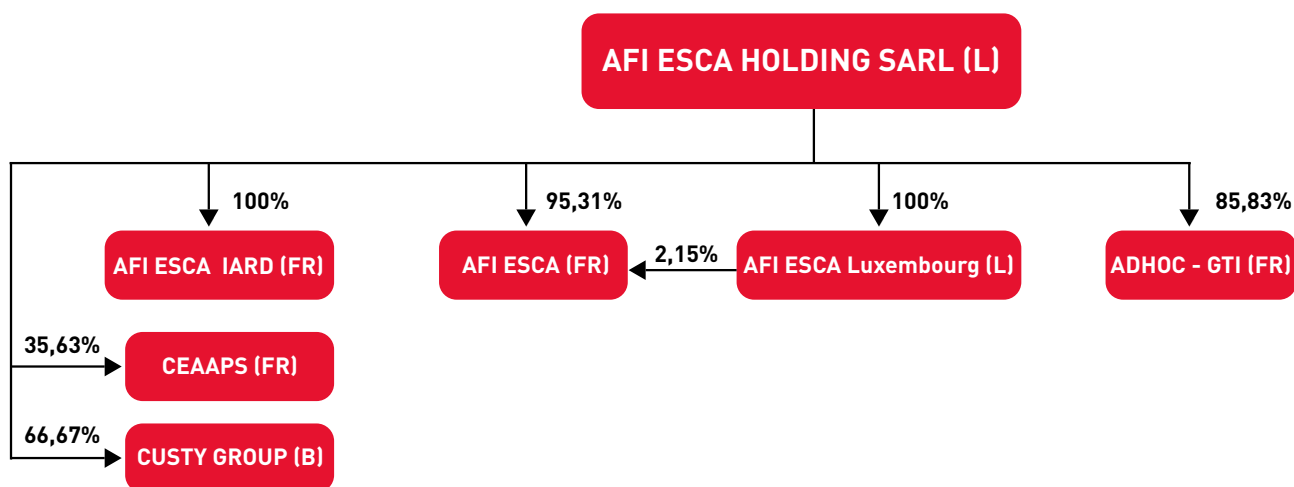 AFI ESCA HOLDING SARL (L)
100%
95,31%
100%
85,83%
AFI ESCA IARD (FR)
AFI ESCA (FR)
2,15%
AFI ESCA Luxembourg (L)
ADHOC - GTI (FR)
35,63%
CEAAPS (FR)
66,67%
CUSTY GROUP (B)